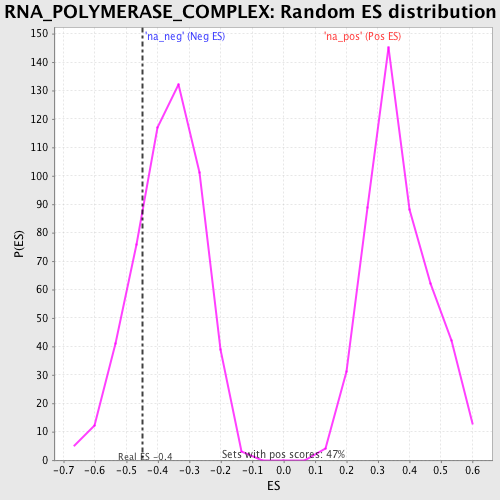 RNA_POLYMERASE_COMPLEX: Random ES distribution
'na_neg' (Neg ES)
'na_pos' (Pos ES)
150
140
130
120
110
100
90
80
70
60
50
40
30
20
10
0
P(ES)
Real ES -0.4
Sets with pos scores: 47%
-0.7 -0.6 -0.5 -0.4 -0.3 -0.2 -0.1 0.0 0.1 0.2 0.3 0.4 0.5 0.6
ES